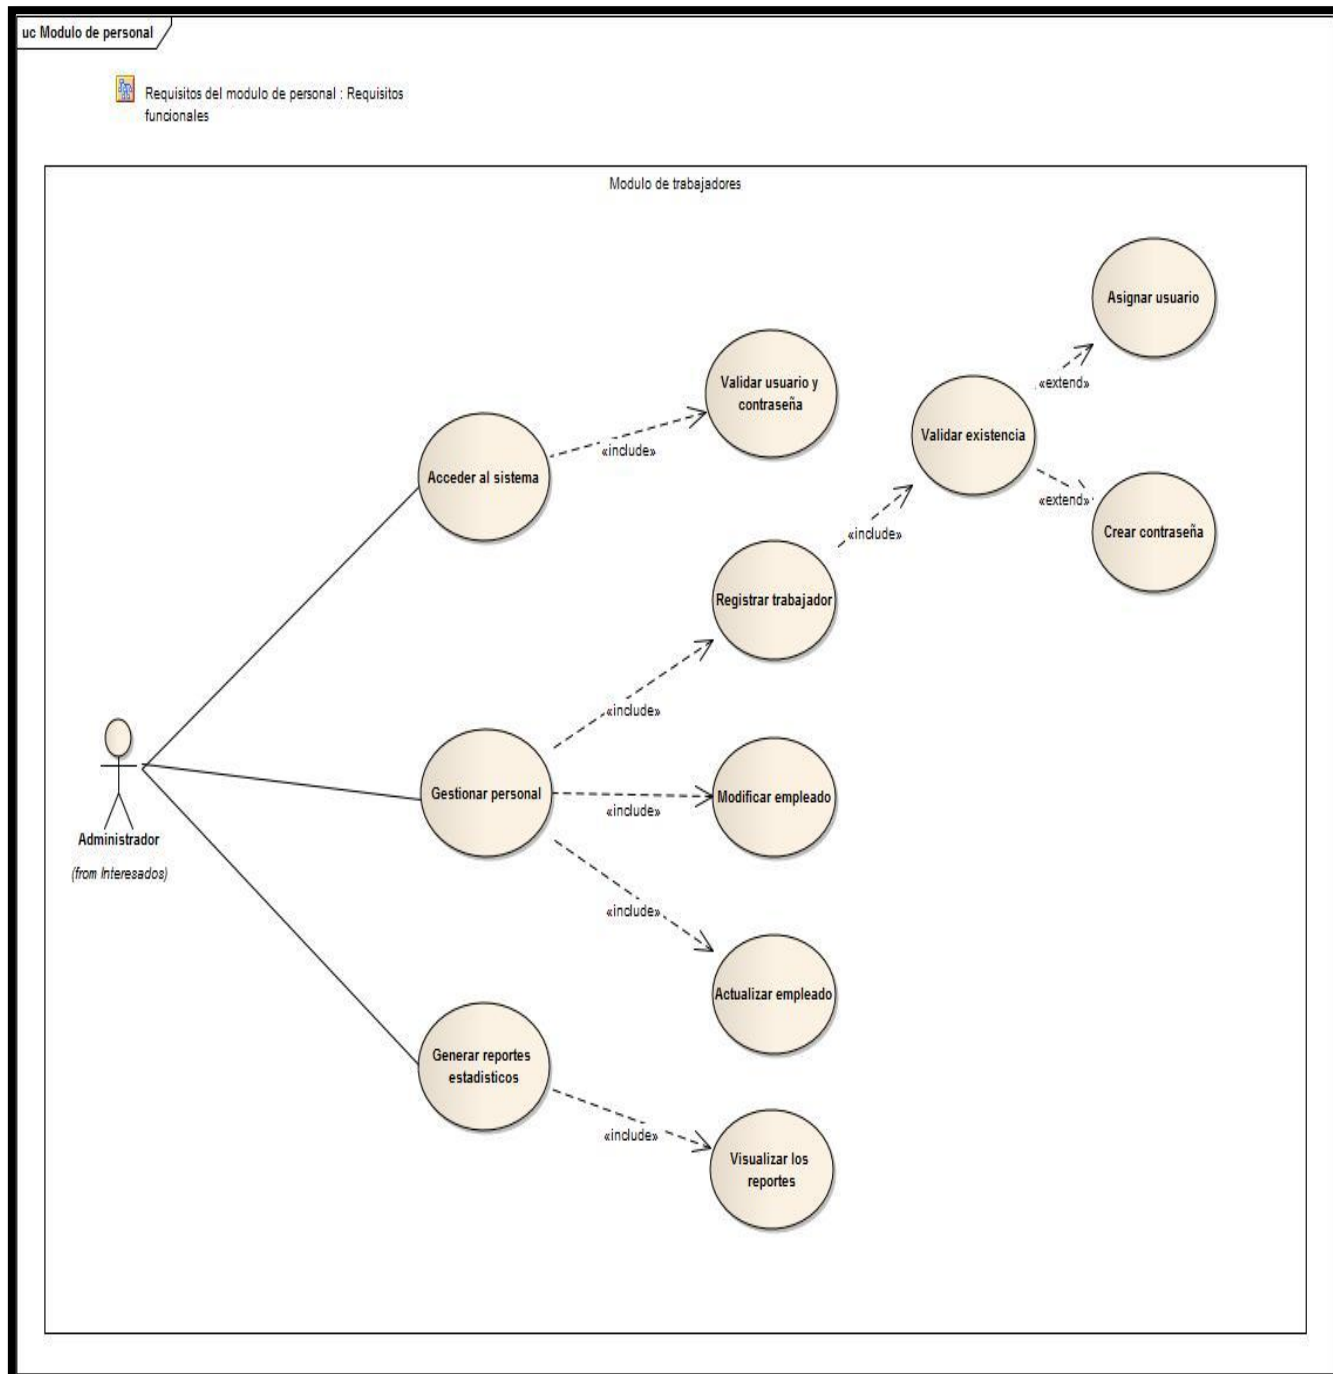 uc Modulo de personal
Requisitos del modulo de personal : Requisitos
funcionales
Modulo de trabajadores
Asignar usuario
«extend»
Validar usuario y
contraseña
«include»
Validar existencia
«extend»
Acceder al sistema
Crear contraseña
«include»
Registrar trabajador
«include»
Gestionar personal
Modificar empleado
«include»
Administrador
(from Interesados)
«include»
Actualizar empleado
Generar reportes
estadisticos
«include»
Visualizar los
reportes